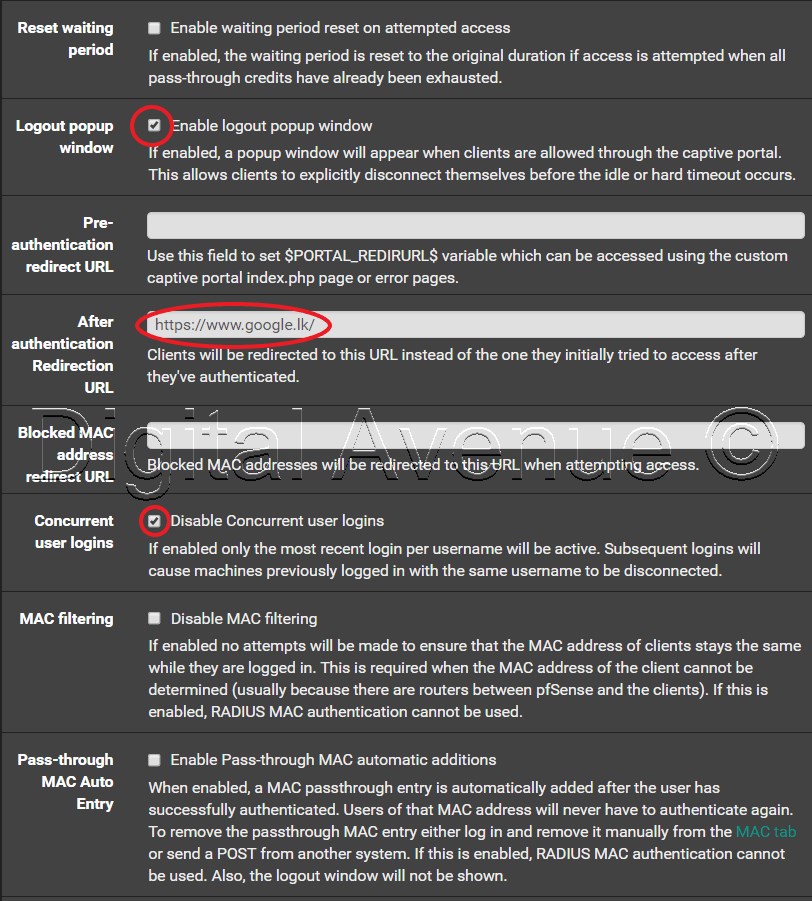 Reset waiting
period
Enable waiting period reset on attempted access
If enabled, the waiting period is reset to the original duration if access is attempted when all
pass-through credits have already been exhausted.
Logout popup
window
Enable logout popup window
If enabled, a popup window will appear when clients are allowed through the captive portal.
This allows clients to explicitly disconnect themselves before the idle or hard timeout occurs.
Pre-
authentication
redirect URL
Use this field to set $PORTAL_REDIRURL$ variable which can be accessed using the custom
captive portal index.php page or error pages.
After
authentication
Redirection
URL
https://www.google.lk/
Clients will be redirected to this URL instead of the one they initially tried to access after
they've authenticated.
Digital Avenue ©
Blocked MAC
address
redirect URL
Blocked MAC addresses will be redirected to this URL when attempting access.
Concurrent
user logins
Disable Concurrent user logins
If enabled only the most recent login per username will be active. Subsequent logins will
cause machines previously logged in with the same username to be disconnected.
MAC filtering
Disable MAC filtering
If enabled no attempts will be made to ensure that the MAC address of clients stays the same
while they are logged in. This is required when the MAC address of the client cannot be
determined (usually because there are routers between pfSense and the clients). If this is
enabled, RADIUS MAC authentication cannot be used.
Pass-through
MAC Auto
Entry
Enable Pass-through MAC automatic additions
When enabled, a MAC passthrough entry is automatically added after the user has
successfully authenticated. Users of that MAC address will never have to authenticate again.
To remove the passthrough MAC entry either log in and remove it manually from the MAC tab
or send a POST from another system. If this is enabled, RADIUS MAC authentication cannot
be used. Also, the logout window will not be shown.